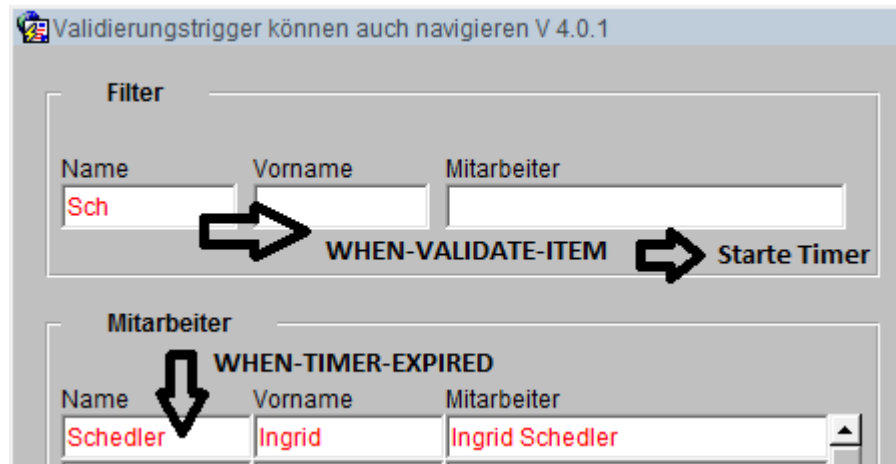 Validierungstrigger können auch navigieren V 4.0.1
Filter
Name Vorname Mitarbeiter
Sch
WHEN-VALIDATE-ITEM Starte Timer
Mitarbeiter
WHEN-TIMER-EXPIRED
Name Vorname Mitarbeiter
Schedler Ingrid Ingrid Schedler